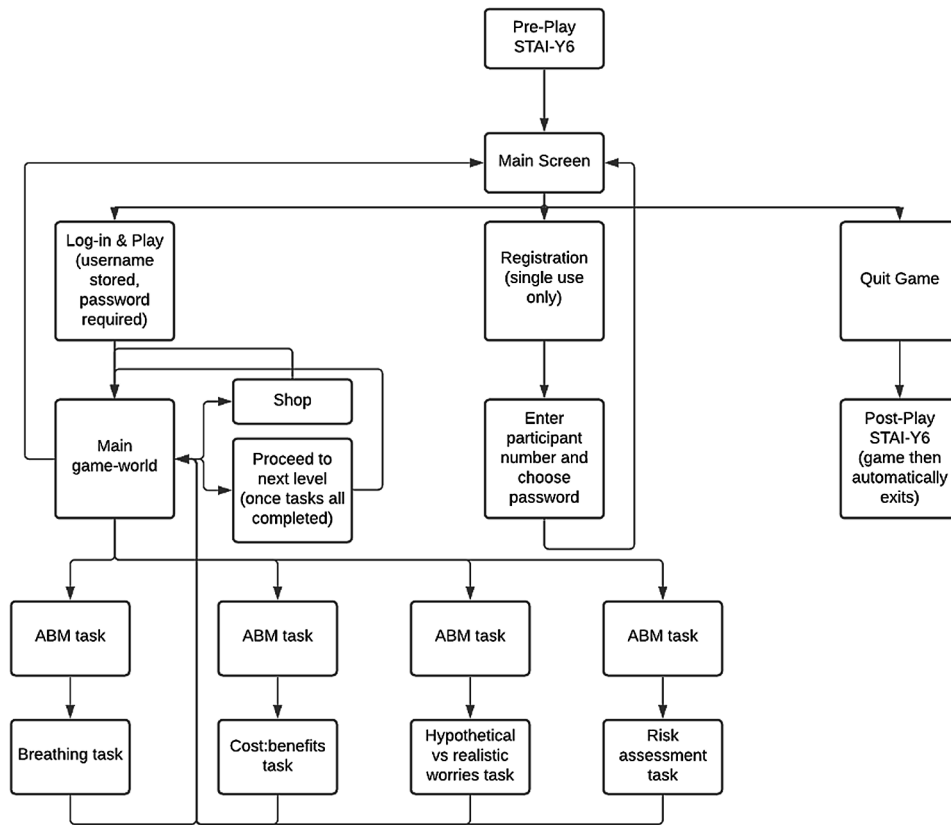 Pre-Play
STAI-Y6
Main Screen
Log-in & Play
(username
stored,
password
required)
Registration
(single use
only)
Quit Game
Main
game-world
Shop
Proceed to
next level
(once tasks all
completed)
Enter
participant
number and
choose
password
Post-Play
STAI-Y6
(game then
automatically
exits)
ABM task
ABM task
ABM task
ABM task
Breathing task
Cost:benefits
task
Hypothetical
vs realistic
worries task
Risk
assessment
task